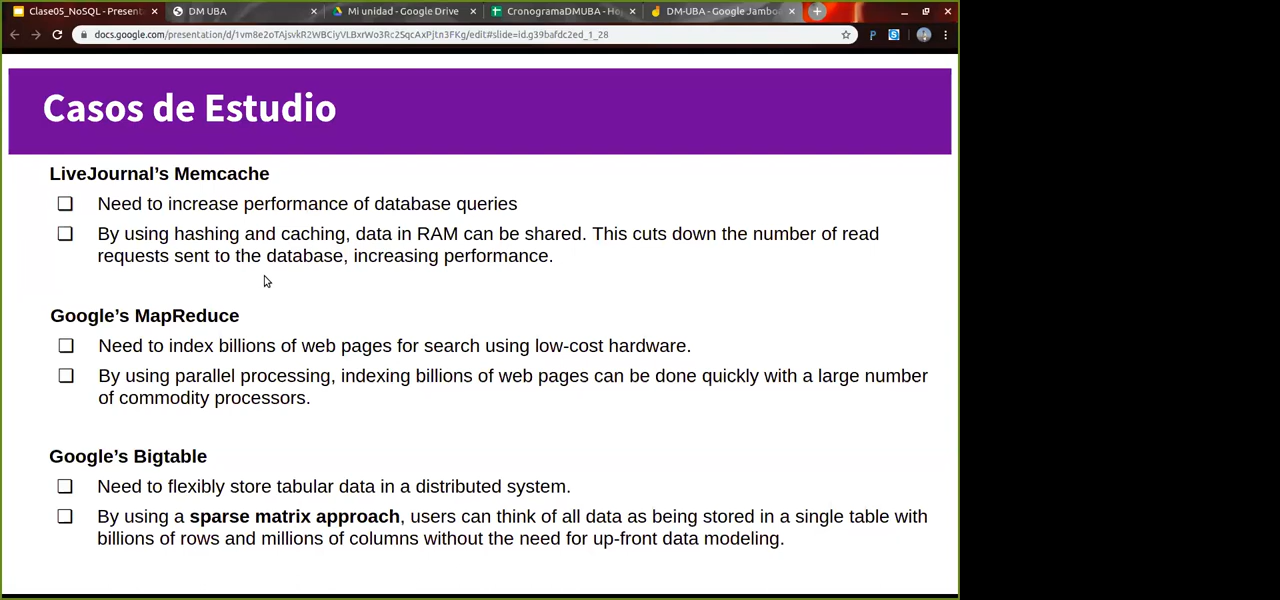 Clase05_NoSQL - Present
DM UBA
Mi unidad - Google Drive
CronogramaDMUBA - Ho
DM-UBA - Google Jambo
docs.google.com/presentation/d/1vm8e2oTAjsvkR2WBCiyVLBxrWo3Rc2SqcAxPjtn3FKg/edit#slide=id.g39bafdc2ed_1_28
Casos de Estudio
LiveJournal’s Memcache
Need to increase performance of database queries
By using hashing and caching, data in RAM can be shared. This cuts down the number of read
requests sent to the database, increasing performance.
Google’s MapReduce
Need to index billions of web pages for search using low-cost hardware.
By using parallel processing, indexing billions of web pages can be done quickly with a large number
of commodity processors.
Google’s Bigtable
Need to flexibly store tabular data in a distributed system.
By using a sparse matrix approach, users can think of all data as being stored in a single table with
billions of rows and millions of columns without the need for up-front data modeling.